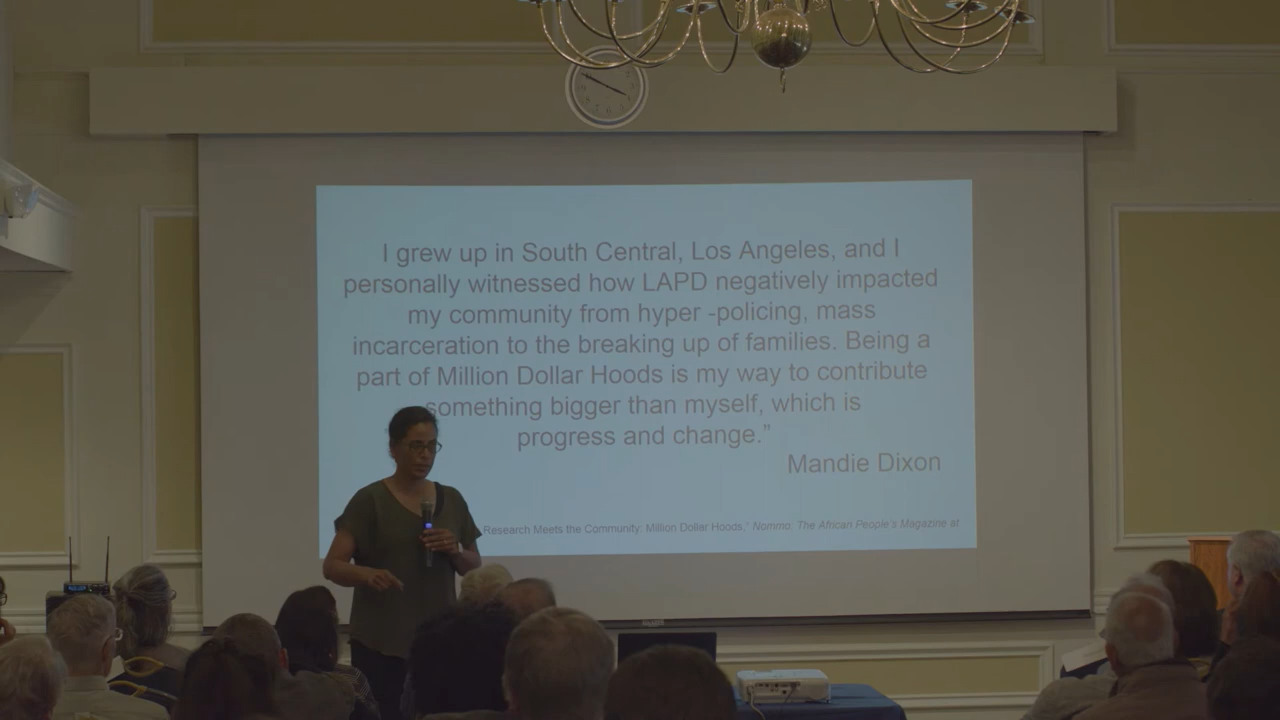 I grew up in South Central, Los Angeles, and I
personally witnessed how LAPD negatively impacted
my community from hyper -policing, mass
incarceration to the breaking up of families. Being a
part of Million Dollar Hoods is my way to contribute
something bigger than myself, which is
progress and change.”
Mandie Dixon
Research Meets the Community: Million Dollar Hoods,” Nommo: The African People's Magazine at